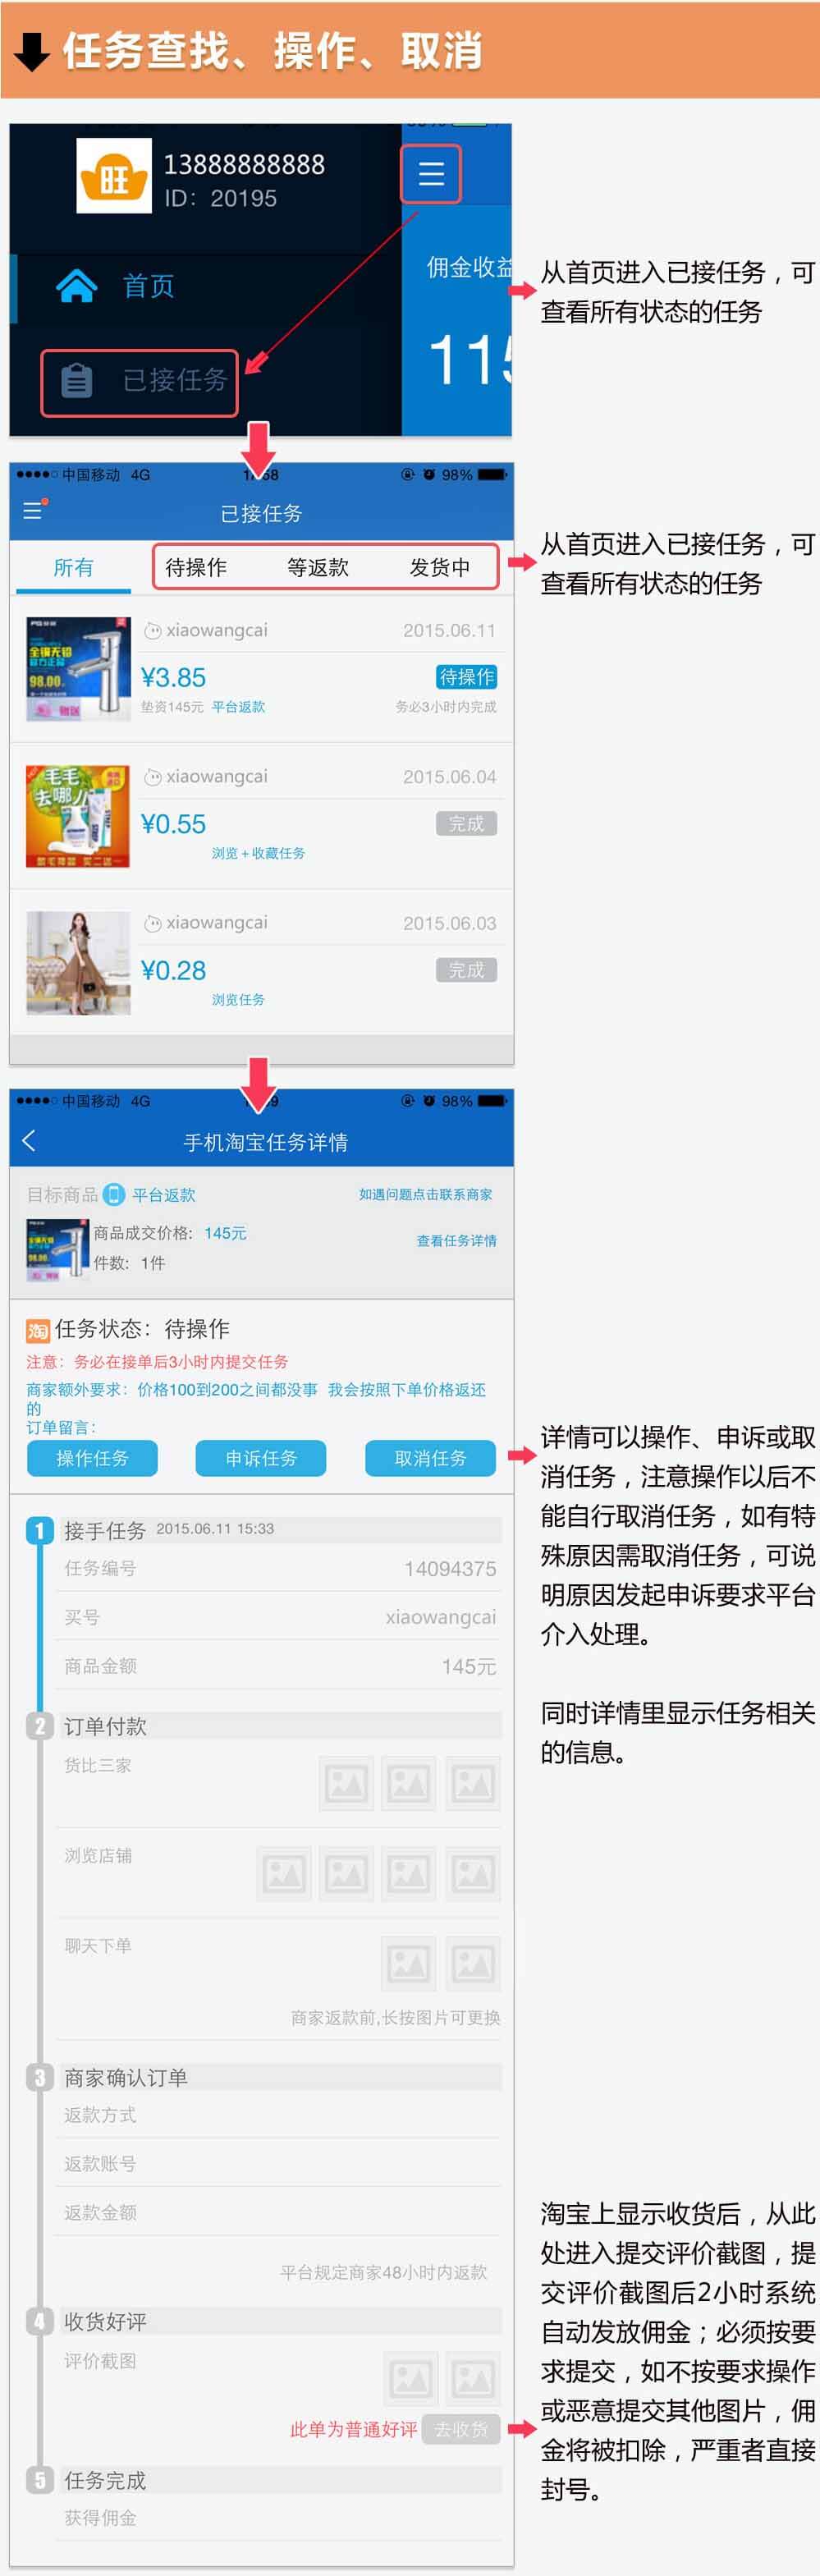 任务查找、操作、取消
旺
13888888888
ID：20195
首页
已接任务
佣金收益
115
从首页进入已接任务，可
查看所有状态的任务
中国移动 4G
98%
已接任务
所有 待操作 等返款 发货中
从首页进入已接任务，可
查看所有状态的任务
全铜无铅
官方正品
98.00
xiaowangcai 2015.06.11
¥3.85 待操作
垫资145元 平台返款 务必3小时内完成
毛毛
去哪儿
xiaowangcai 2015.06.04
¥0.55 完成
浏览+收藏任务
xiaowangcai 2015.06.03
¥0.28 完成
浏览任务
中国移动 4G
98%
手机淘宝任务详情
目标商品 平台返款 如遇问题点击联系商家
商品成交价格: 145元 查看任务详情
件数: 1件
淘 任务状态: 待操作
注意: 务必在接单后3小时内提交任务
商家额外要求: 价格100到200之间都没事 我会按照下单价格返还
的
订单留言:
操作任务 申诉任务 取消任务
详情可以操作、申诉或取
消任务，注意操作以后不
能自行取消任务，如有特
殊原因需取消任务，可说
明原因发起申诉要求平台
介入处理。
同时详情里显示任务相关
的信息。
1 接手任务 2015.06.11 15:33
任务编号 14094375
买号 xiaowangcai
商品金额 145元
2 订单付款
货比三家
浏览店铺
聊天下单
商家返款前,长按图片可更换
3 商家确认订单
返款方式
返款账号
返款金额
平台规定商家48小时内返款
4 收货好评
评价截图
此单为普通好评 去收货
5 任务完成
获得佣金
淘宝上显示收货后，从此
处进入提交评价截图，提
交评价截图后2小时系统
自动发放佣金；必须按要
求提交，如不按要求操作
或恶意提交其他图片，佣
金将被扣除，严重者直接
封号。